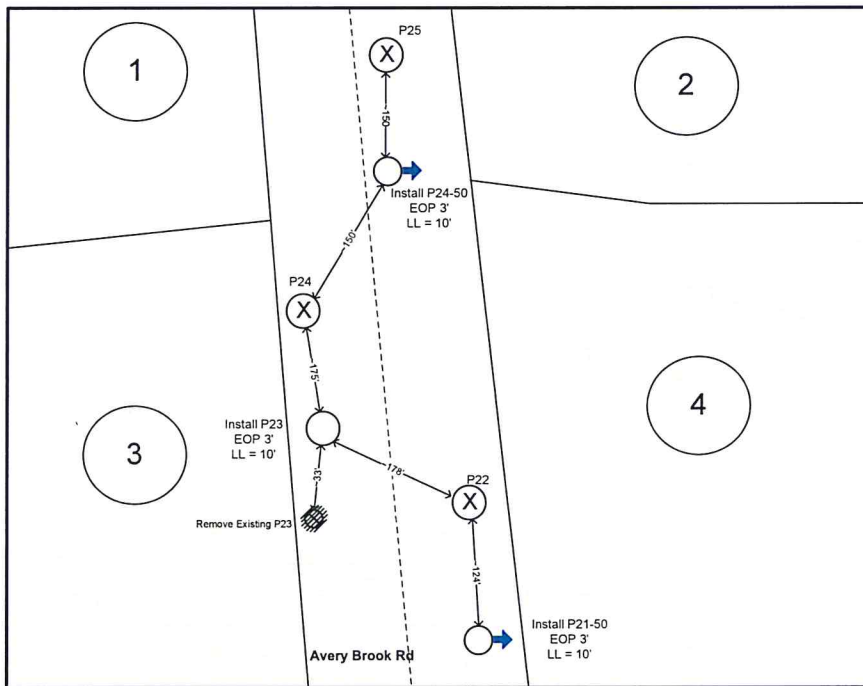 P25
1
2
150
Install P24-50
EOP 3'
LL = 10'
150'
P24
X
X
175'
Install P23
EOP 3'
LL = 10'
4
3
178'
P22
X
33'
Remove Existing P23
124'
Install P21-50
EOP 3'
LL = 10'
Avery Brook Rd